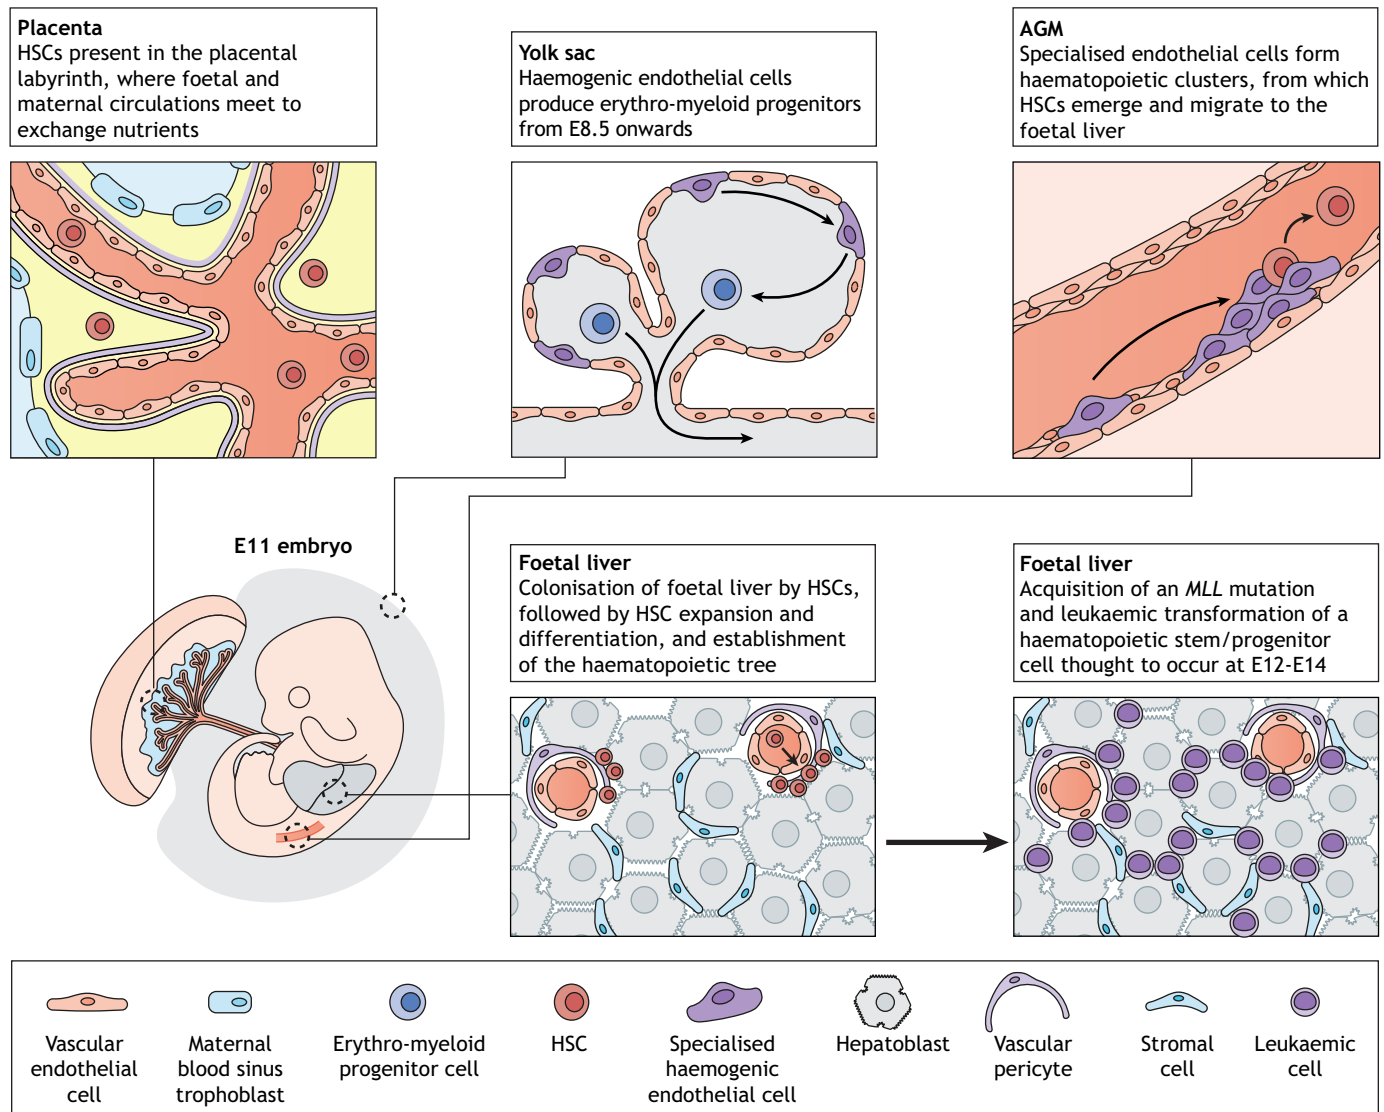 Placenta
HSCs present in the placental
labyrinth, where foetal and
maternal circulations meet to
exchange nutrients
Yolk sac
Haemogenic endothelial cells
produce erythro-myeloid progenitors
from E8.5 onwards
AGM
Specialised endothelial cells form
haematopoietic clusters, from which
HSCs emerge and migrate to the
foetal liver
E11 embryo
Foetal liver
Colonisation of foetal liver by HSCs,
followed by HSC expansion and
differentiation, and establishment
of the haematopoietic tree
Foetal liver
Acquisition of an MLL mutation
and leukaemic transformation of a
haematopoietic stem/progenitor
cell thought to occur at E12-E14
Vascular
endothelial
cell
Maternal
blood sinus
trophoblast
Erythro-myeloid
progenitor cell
HSC
Specialised
haemogenic
endothelial cell
Hepatoblast
Vascular
pericyte
Stromal
cell
Leukaemic
cell